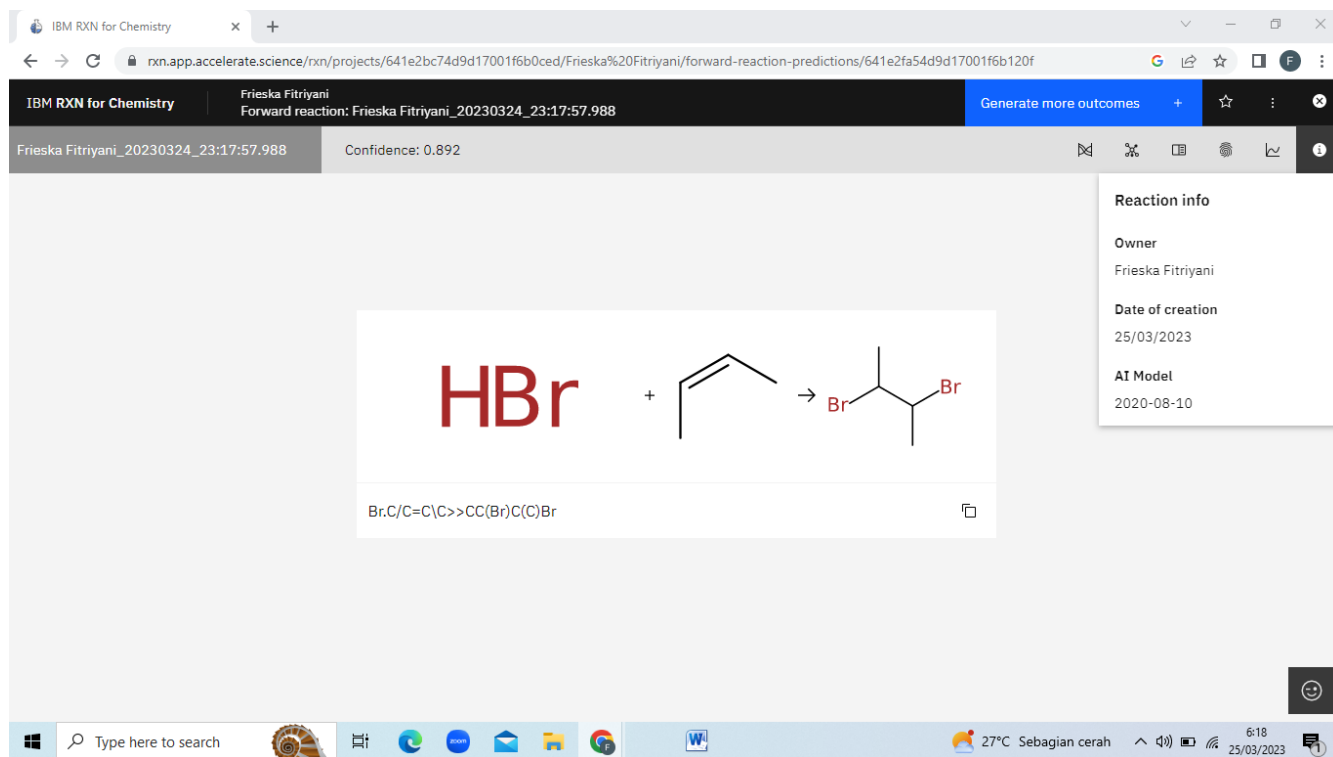 IBM RXN for Chemistry
rxn.app.accelerate.science/rxn/projects/641e2bc74d9d17001f6b0ced/Frieska%20Fitriyani/forward-reaction-predictions/641e2fa54d9d17001f6b120f
G
F
IBM RXN for Chemistry
Frieska Fitriyani
Forward reaction: Frieska Fitriyani_20230324_23:17:57.988
Generate more outcomes +
Frieska Fitriyani_20230324_23:17:57.988
Confidence: 0.892
Reaction info
Owner
Frieska Fitriyani
Date of creation
25/03/2023
AI Model
2020-08-10
HBr + → Br Br
Br.C/C=C\C>>CC(Br)C(C)Br
Type here to search
zoom
F
W
27°C Sebagian cerah
6:18
25/03/2023
1